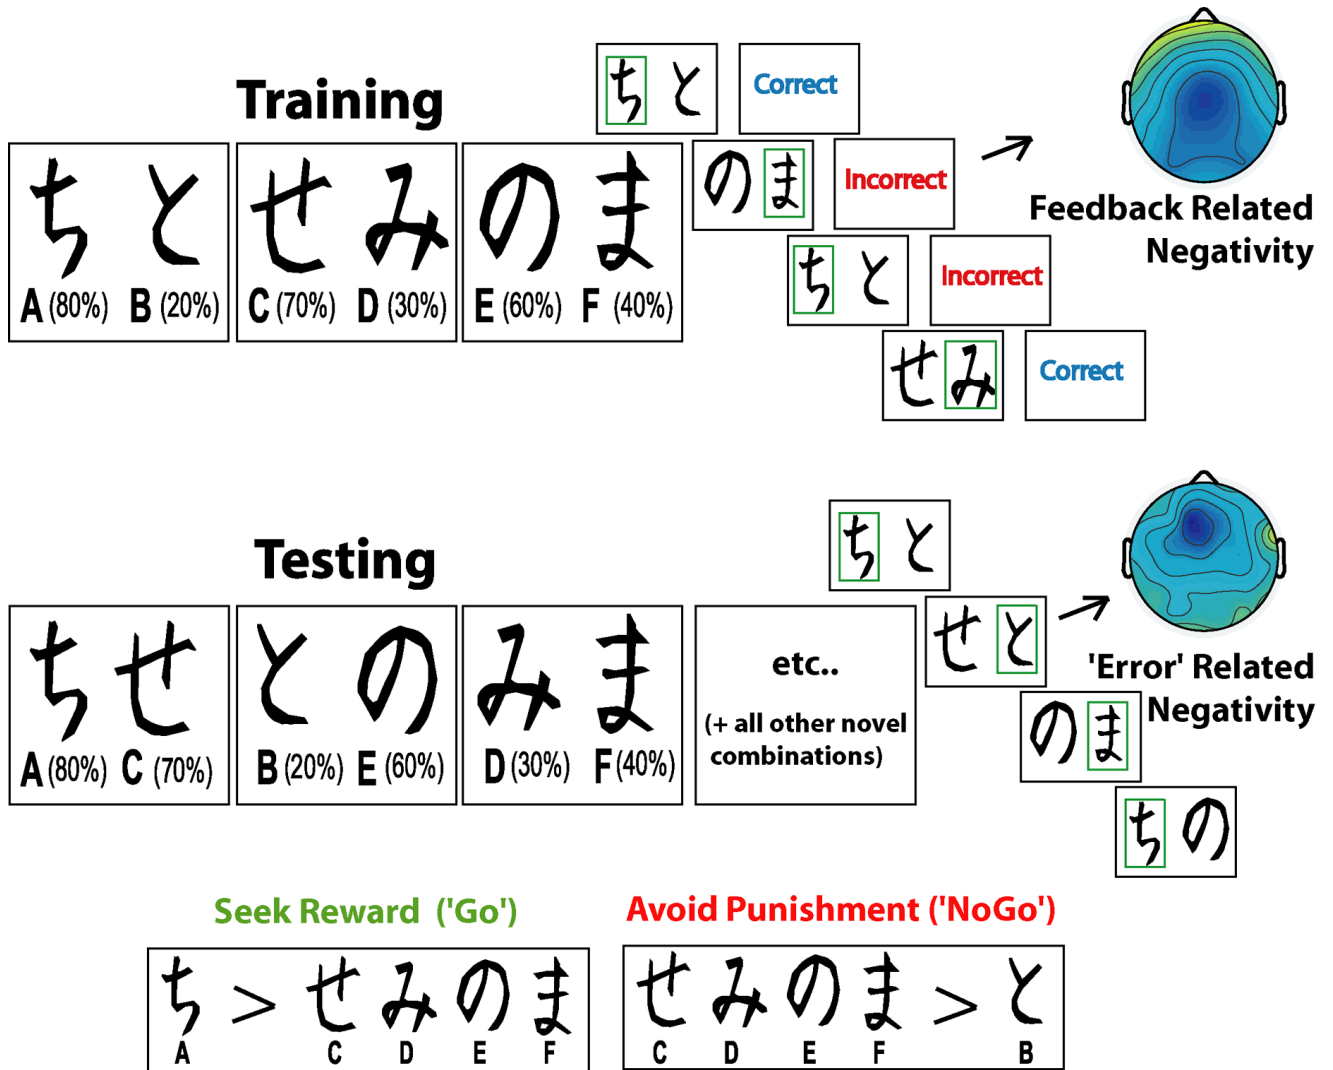 Training
ち と せ み の ま
A (80%) B (20%) C (70%) D (30%) E (60%) F (40%)
ち と Correct
の ま Incorrect
ち と Incorrect
せ み Correct
Feedback Related
Negativity
Testing
ち せ と の み ま
A (80%) C (70%) B (20%) E (60%) D (30%) F (40%)
etc..
(+ all other novel
combinations)
ち と
せ と
の ま
ち の
'Error' Related
Negativity
Seek Reward ('Go')
ち > せ み の ま
A C D E F
Avoid Punishment ('NoGo')
せ み の ま > と
C D E F B